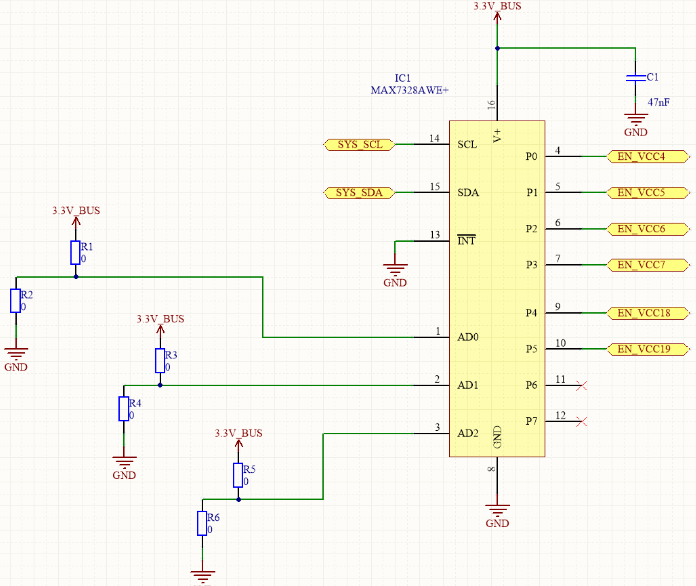 3.3V_BUS
IC1
MAX7328AWE+
C1
47nF
GND
16
V+
SYS_SCL
14
SCL
P0
4
EN_VCC4
SYS_SDA
15
SDA
P1
5
EN_VCC5
3.3V_BUS
13
INT
P2
6
EN_VCC6
R1
0
GND
P3
7
EN_VCC7
R2
0
P4
9
EN_VCC18
3.3V_BUS
1
AD0
P5
10
EN_VCC19
GND
R3
0
2
AD1
P6
11
R4
0
3.3V_BUS
3
AD2
GND
P7
12
GND
R5
0
8
R6
0
GND